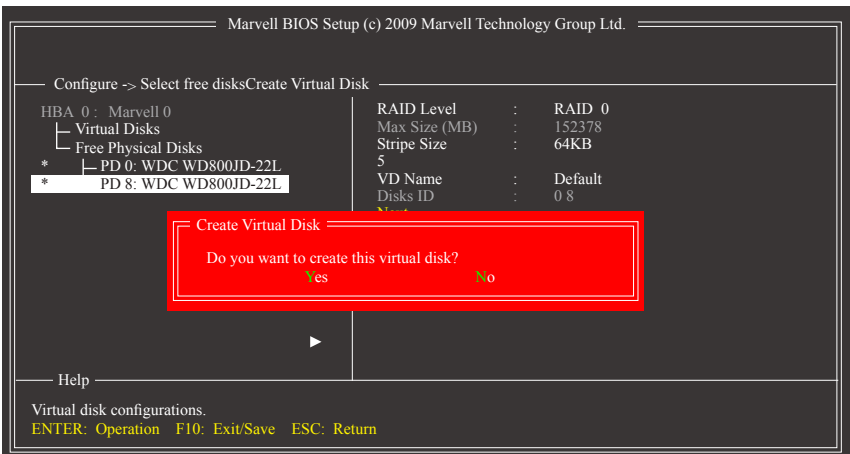 Marvell BIOS Setup (c) 2009 Marvell Technology Group Ltd.
Configure -> Select free disksCreate Virtual Disk
HBA 0 : Marvell 0
Virtual Disks
Free Physical Disks
* PD 0: WDC WD800JD-22L
* PD 8: WDC WD800JD-22L
RAID Level : RAID 0
Max Size (MB) : 152378
Stripe Size : 64KB
5
VD Name : Default
Disks ID : 0 8
Next
Create Virtual Disk
Do you want to create this virtual disk?
Yes No
Help
Virtual disk configurations.
ENTER: Operation F10: Exit/Save ESC: Return